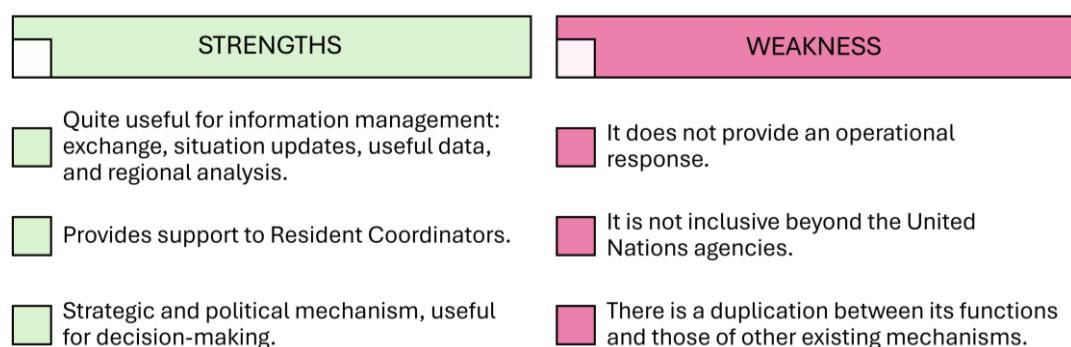 STRENGTHS
Quite useful for information management:
exchange, situation updates, useful data,
and regional analysis.
Provides support to Resident Coordinators.
Strategic and political mechanism, useful
for decision-making.
WEAKNESS
It does not provide an operational
response.
It is not inclusive beyond the United
Nations agencies.
There is a duplication between its functions
and those of other existing mechanisms.